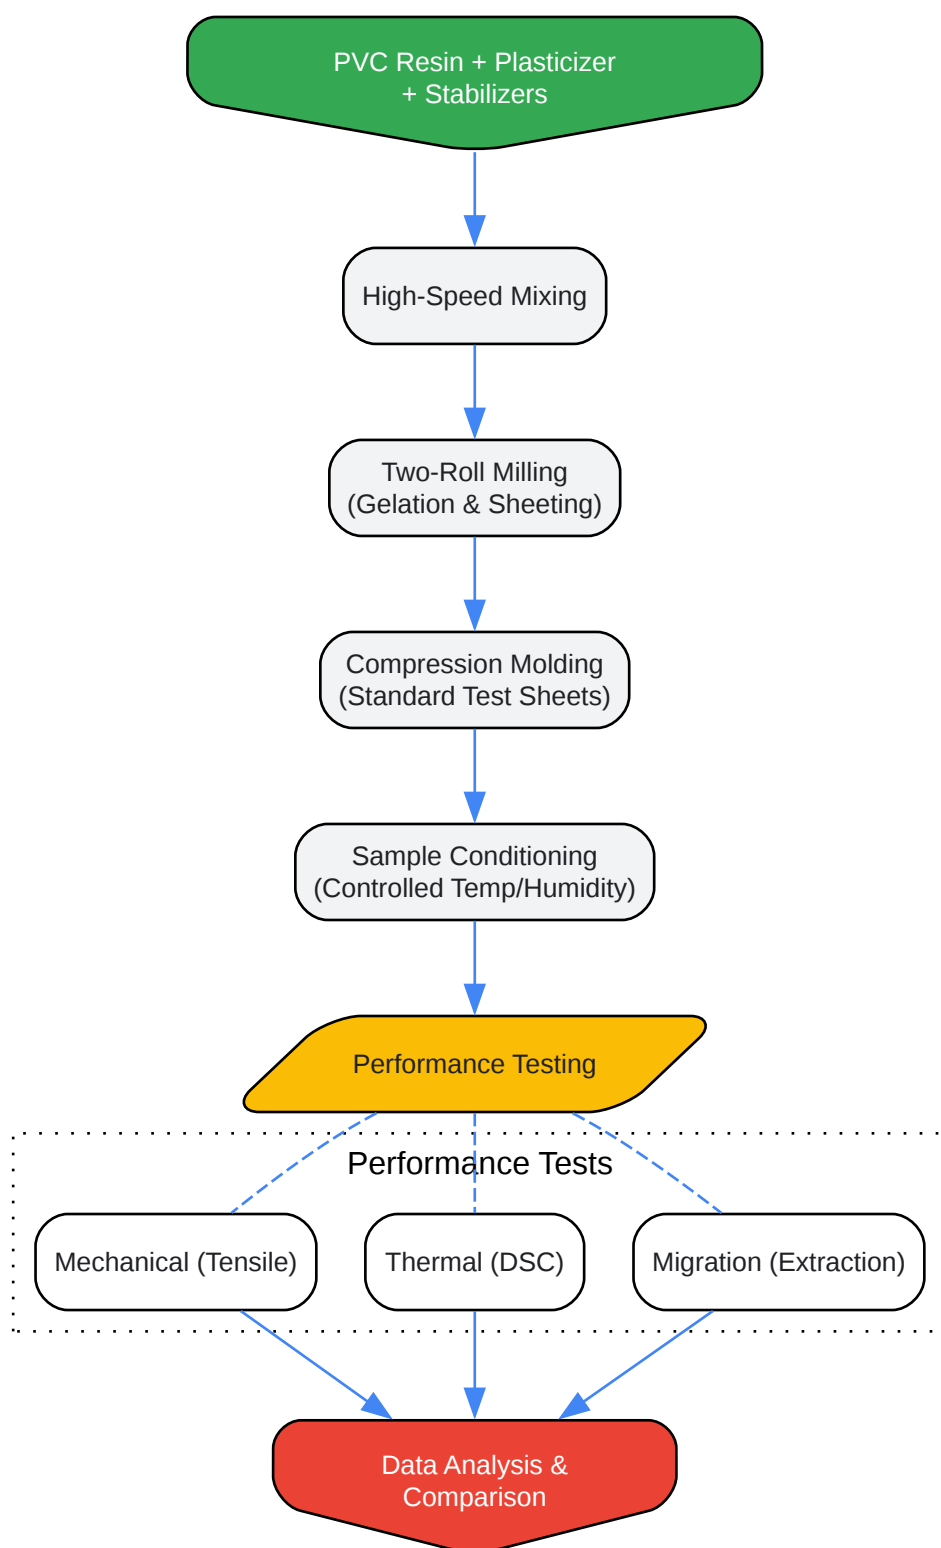 PVC Resin + Plasticizer
+ Stabilizers
High-Speed Mixing
Two-Roll Milling
(Gelation & Sheeting)
Compression Molding
(Standard Test Sheets)
Sample Conditioning
(Controlled Temp/Humidity)
Performance Testing
Performance Tests
Mechanical (Tensile)
Thermal (DSC)
Migration (Extraction)
Data Analysis &
Comparison